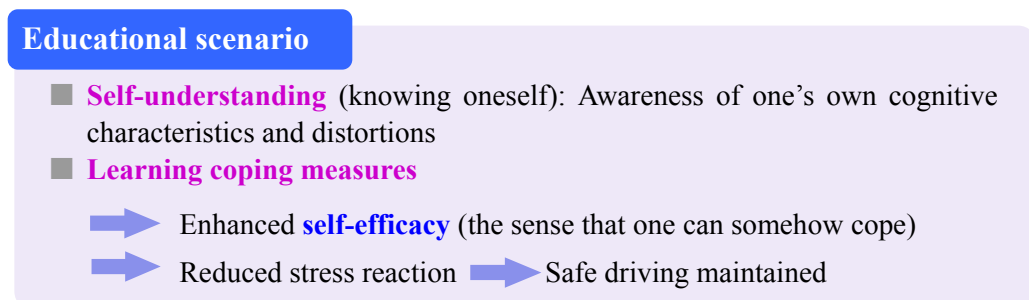 Educational scenario
Self-understanding (knowing oneself): Awareness of one’s own cognitive
characteristics and distortions
Learning coping measures
Enhanced self-efficacy (the sense that one can somehow cope)
Reduced stress reaction Safe driving maintained